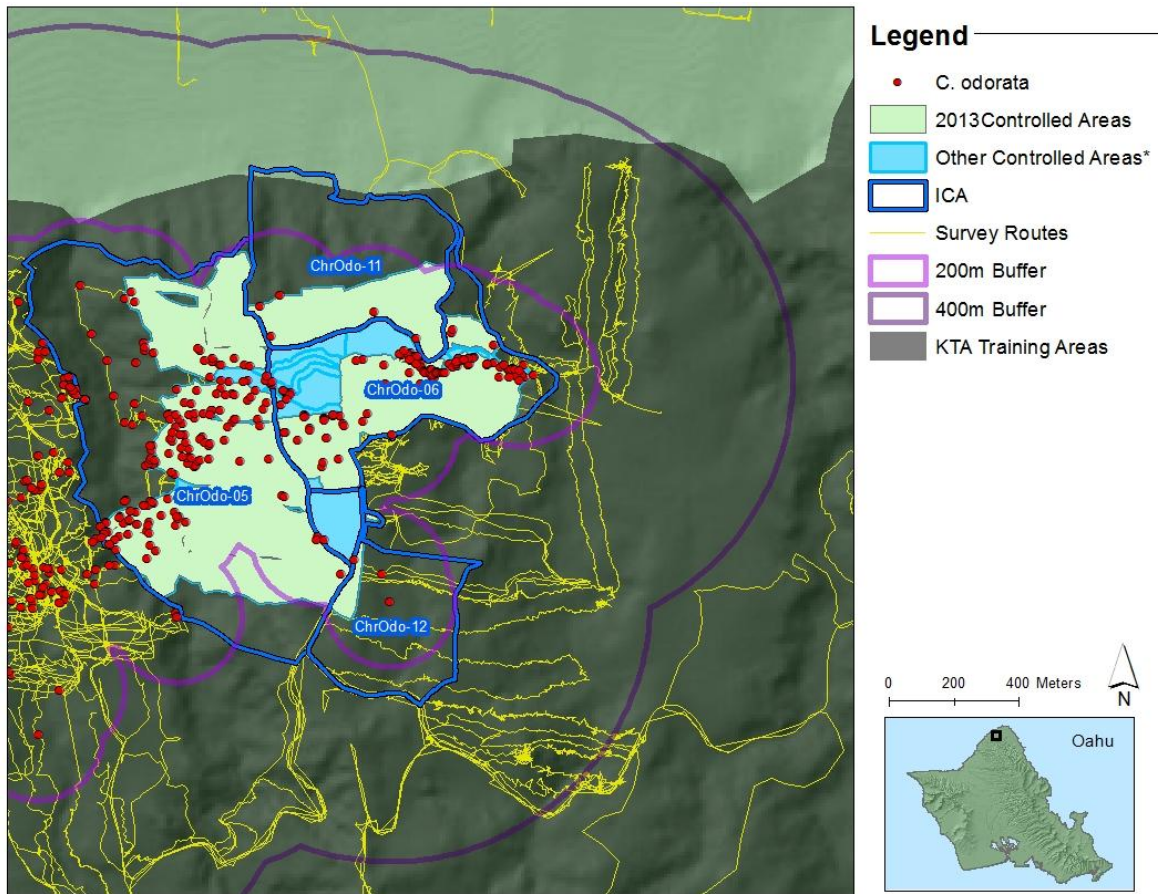 Legend
C. odorata
2013Controlled Areas
Other Controlled Areas*
ICA
Survey Routes
200m Buffer
400m Buffer
KTA Training Areas
ChrOdo-11
ChrOdo-06
ChrOdo-05
ChrOdo-12
0 200 400 Meters
N
Oahu